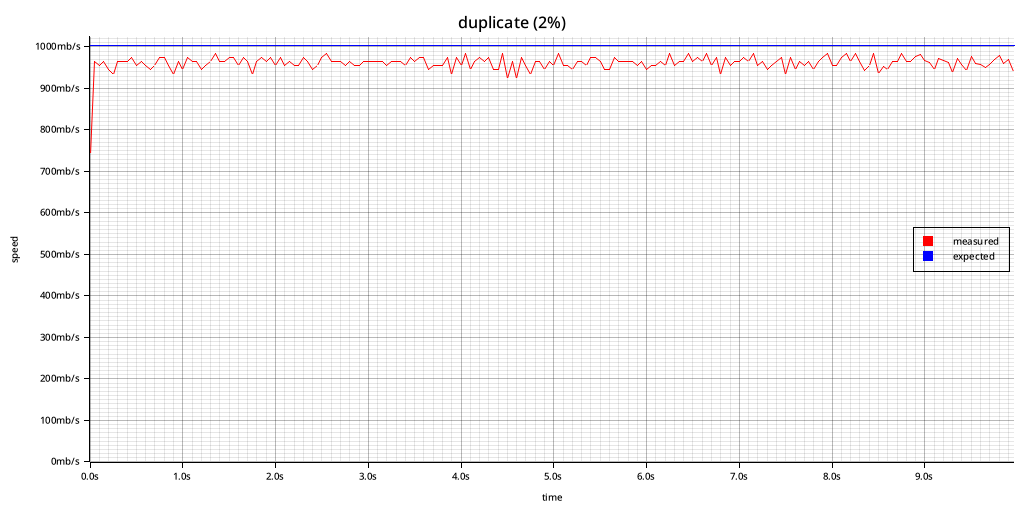 duplicate (2%)
1000mb/s
900mb/s
800mb/s
700mb/s
600mb/s
500mb/s
400mb/s
300mb/s
200mb/s
100mb/s
0mb/s
speed
measured
expected
0.0s 1.0s 2.0s 3.0s 4.0s 5.0s 6.0s 7.0s 8.0s 9.0s
time